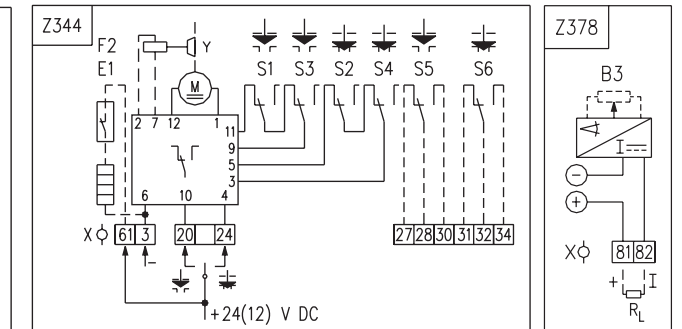 Z344
F2
E1
Y
M
S1 S3 S2 S4 S5 S6
2 7 12 1
11
9
5
3
6 10 4
X 61 3 20 24 27 28 30 31 32 34
+24(12) V DC
Z378
B3
I
−
+
X 81 82
+ I
RL